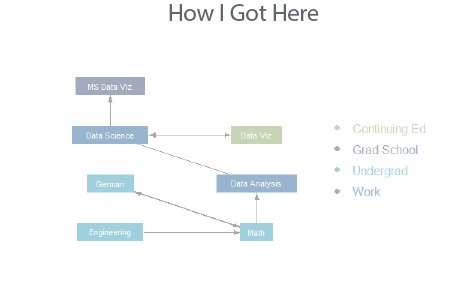 How I Got Here
MS Data Viz
Data Science
Data Viz
German
Data Analysis
Engineering
Math
Continuing Ed
Grad School
Undergrad
Work